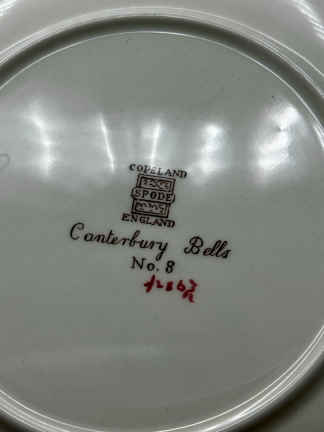 COPELAND
SPODE
ENGLAND
Canterbury Bells
No. 8